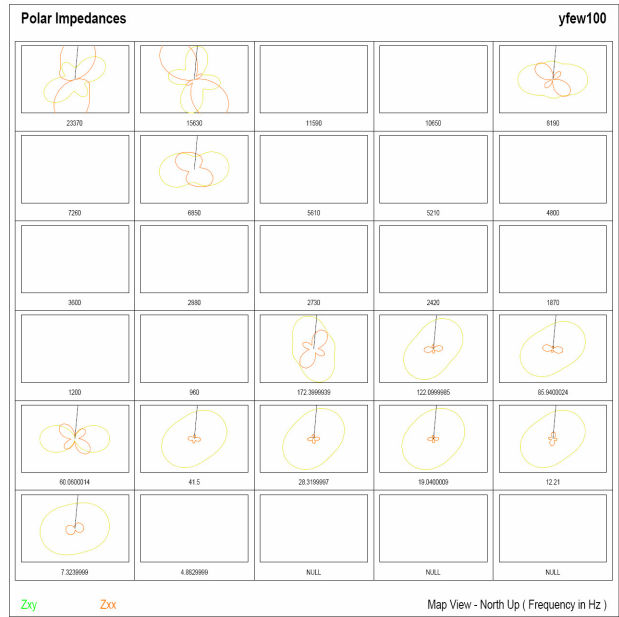 Polar Impedances yfew100
23370 15630 11590 10650 8190
7260 6850 5610 5210 4800
3600 2880 2730 2420 1870
1200 960 172.3999939 122.0999985 85.9400024
60.0600014 41.5 28.3199997 19.0400009 12.21
7.3239999 4.8829999 NULL NULL NULL
Zxy Zxx Map View - North Up ( Frequency in Hz )